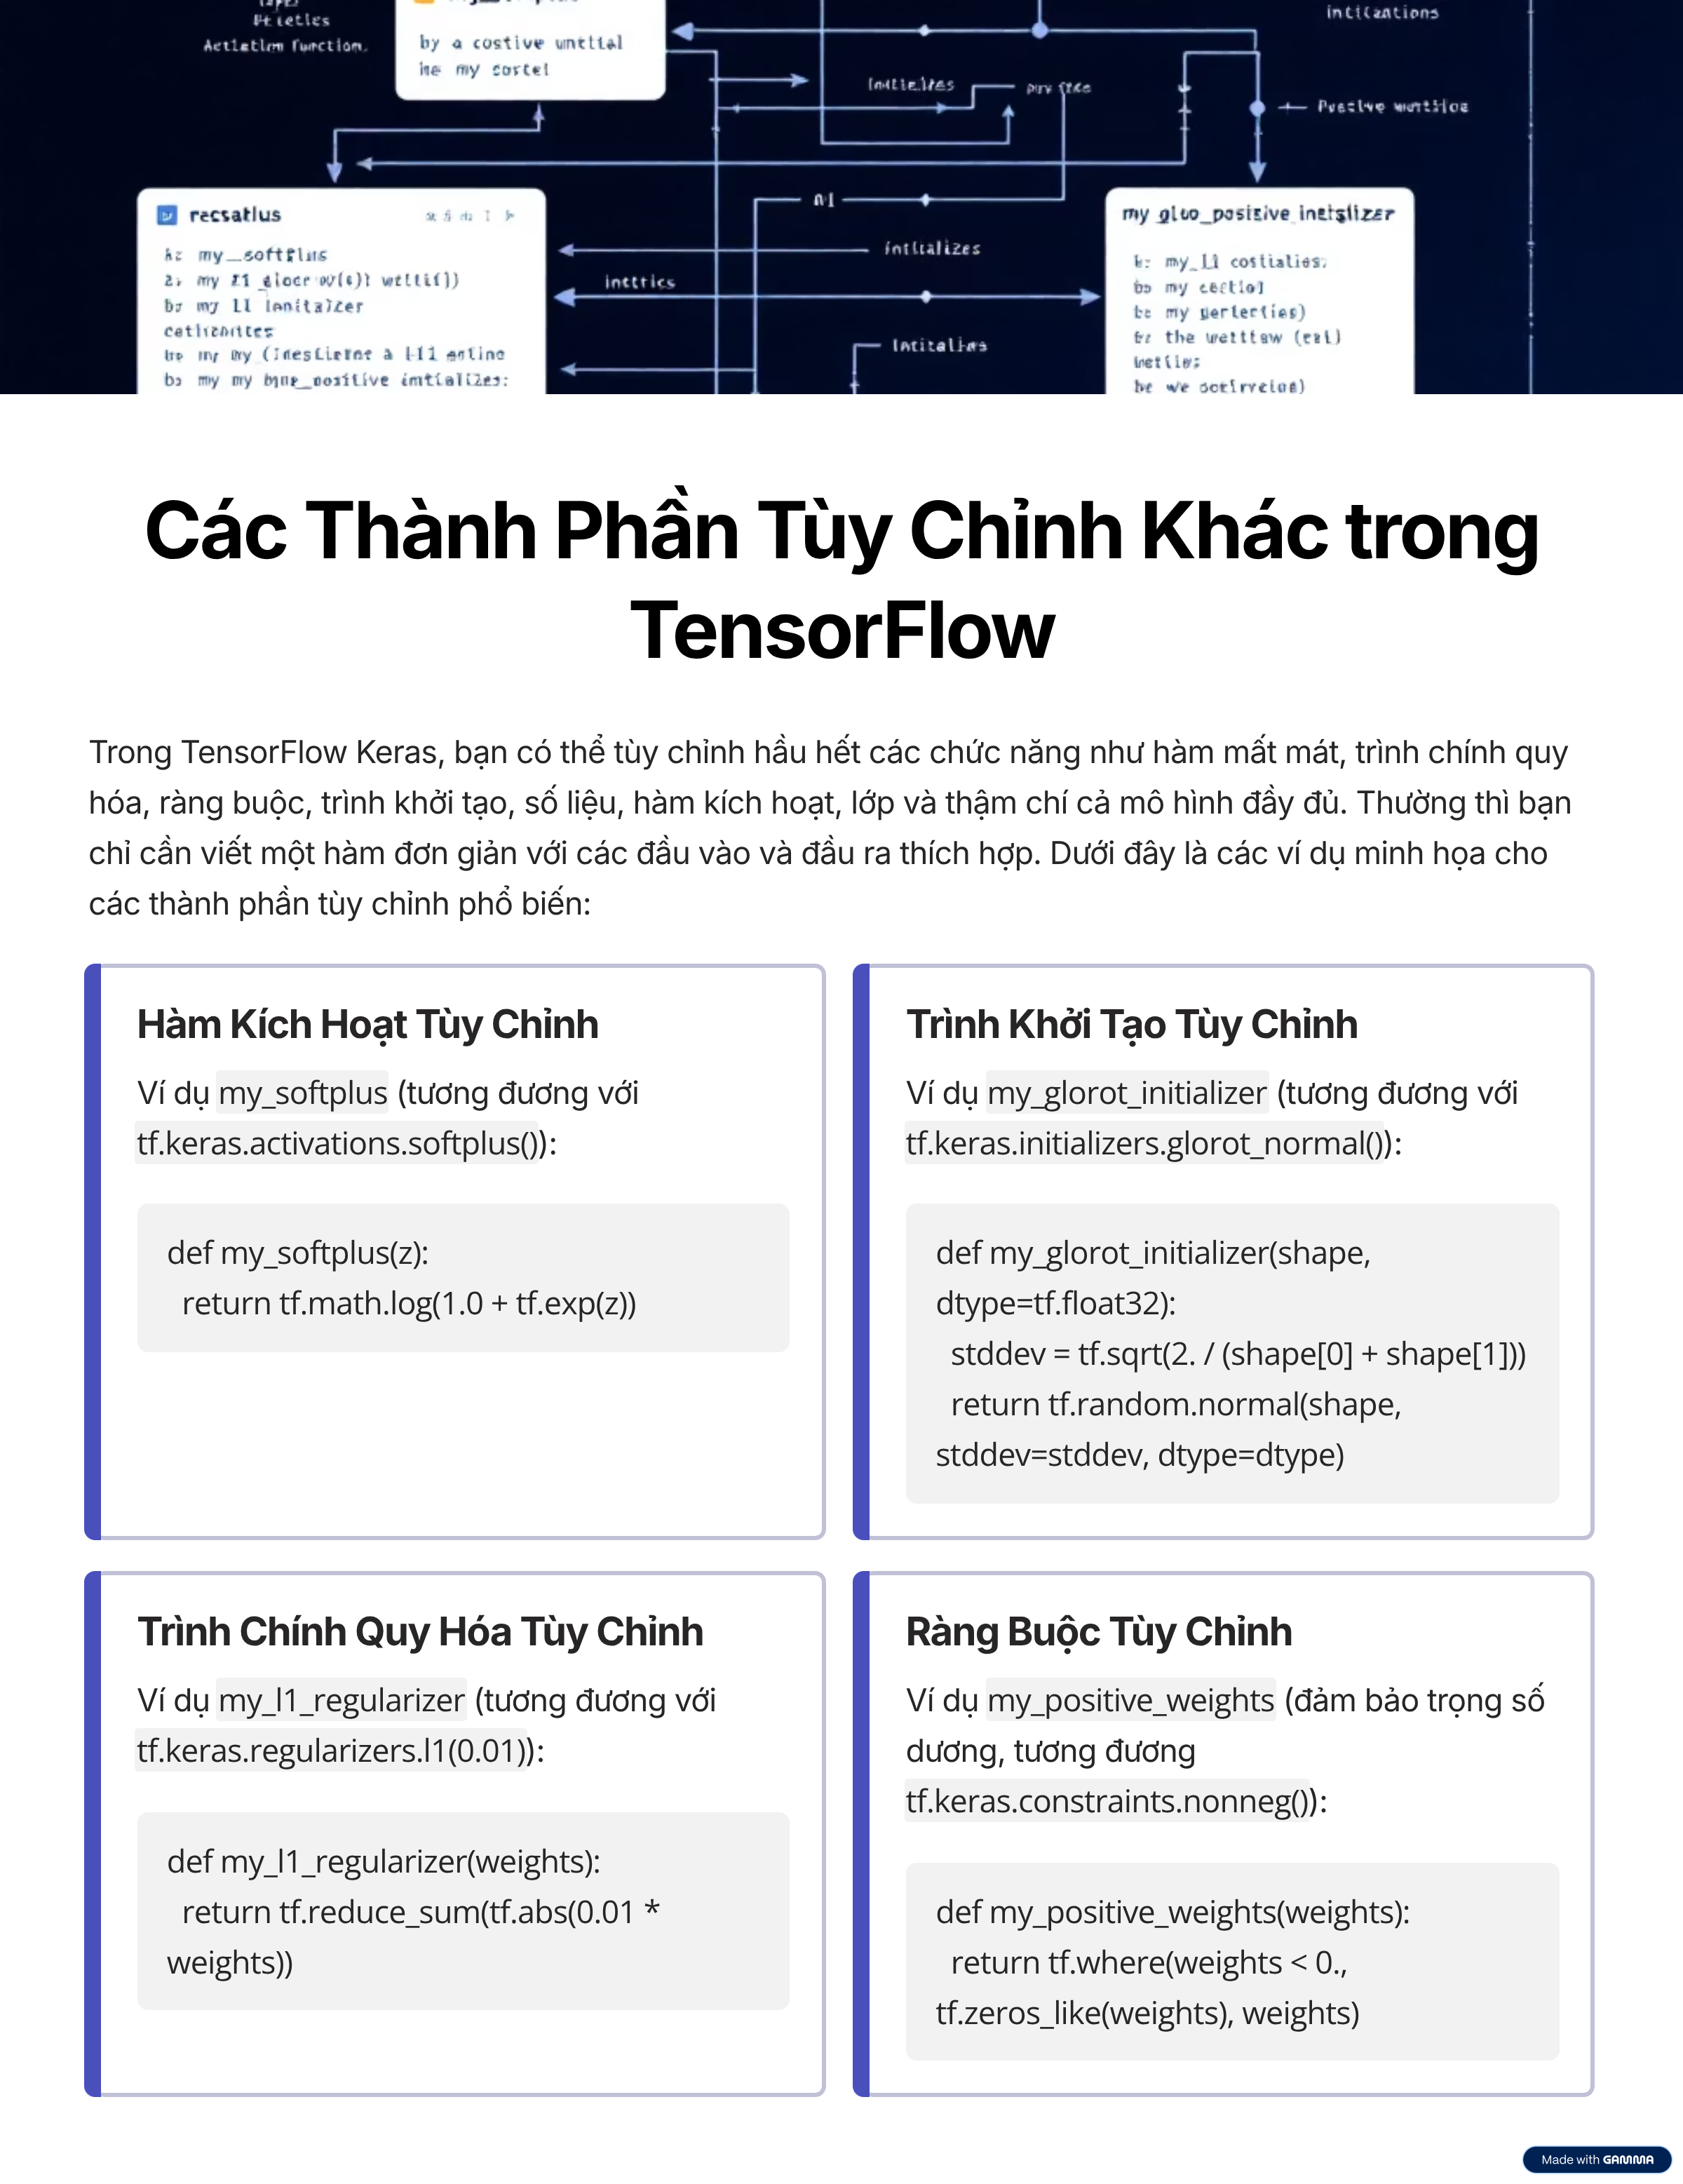 by a costive
my
initializes
Các Thành Phần Tùy Chỉnh Khác trong
TensorFlow
Trong TensorFlow Keras, bạn có thể tùy chỉnh hầu hết các chức năng như hàm mất mát, trình chính quy
hóa, ràng buộc, trình khởi tạo, số liệu, hàm kích hoạt, lớp và thậm chí cả mô hình đầy đủ. Thường thì bạn
chỉ cần viết một hàm đơn giản với các đầu vào và đầu ra thích hợp. Dưới đây là các ví dụ minh họa cho
các thành phần tùy chỉnh phổ biến:
Hàm Kích Hoạt Tùy Chỉnh
Ví dụ my_softplus (tương đương với
tf.keras.activations.softplus()):
def my_softplus(z):
return tf.math.log(1.0 + tf.exp(z))
Trình Khởi Tạo Tùy Chỉnh
Ví dụ my_glorot_initializer (tương đương với
tf.keras.initializers.glorot_normal()):
def my_glorot_initializer(shape,
dtype=tf.float32):
stddev = tf.sqrt(2. / (shape[0] + shape[1]))
return tf.random.normal(shape,
stddev=stddev, dtype=dtype)
Trình Chính Quy Hóa Tùy Chỉnh
Ví dụ my_l1_regularizer (tương đương với
tf.keras.regularizers.l1(0.01)):
def my_l1_regularizer(weights):
return tf.reduce_sum(tf.abs(0.01 *
weights))
Ràng Buộc Tùy Chỉnh
Ví dụ my_positive_weights (đảm bảo trọng số
dương, tương đương
tf.keras.constraints.nonneg()):
def my_positive_weights(weights):
return tf.where(weights < 0.,
tf.zeros_like(weights), weights)
Made with GAMMA